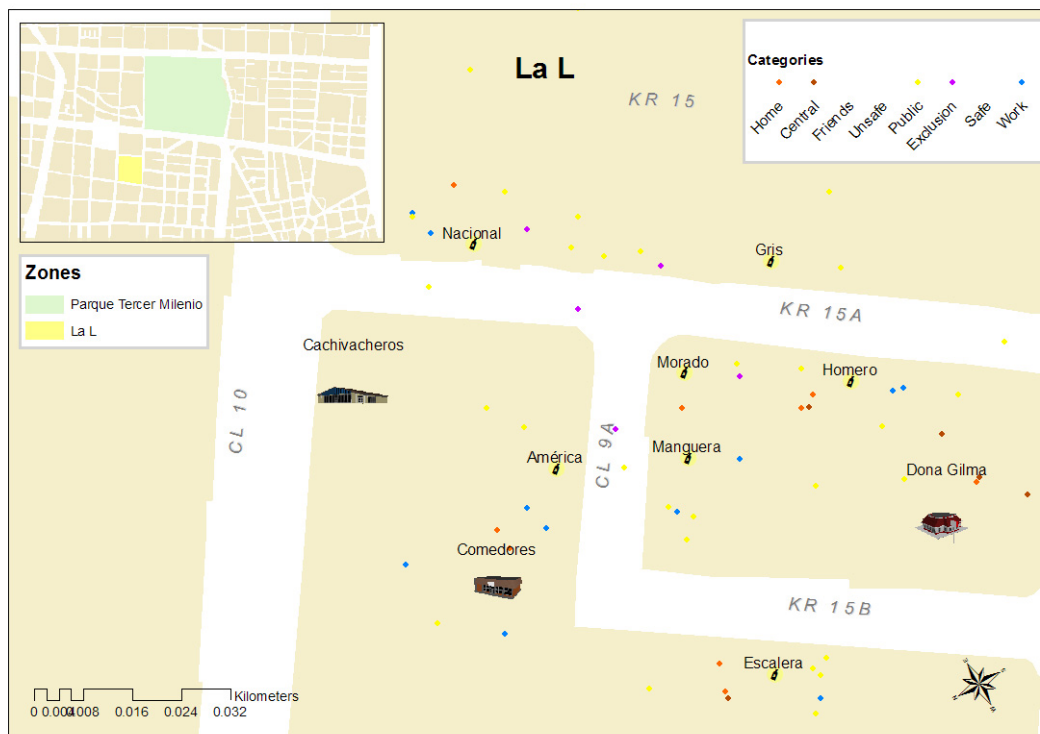 La L
KR 15
Categories
Home
Central
Friends
Unsafe
Public
Exclusion
Safe
Work
Nacional
Gris
Zones
Parque Tercer Milenio
La L
KR 15A
Cachivacheros
Morado
Homero
CL 10
CL 9A
América
Manguera
Dona Gilma
Comedores
KR 15B
Escalera
Kilometers
0 0.004 0.008 0.016 0.024 0.032